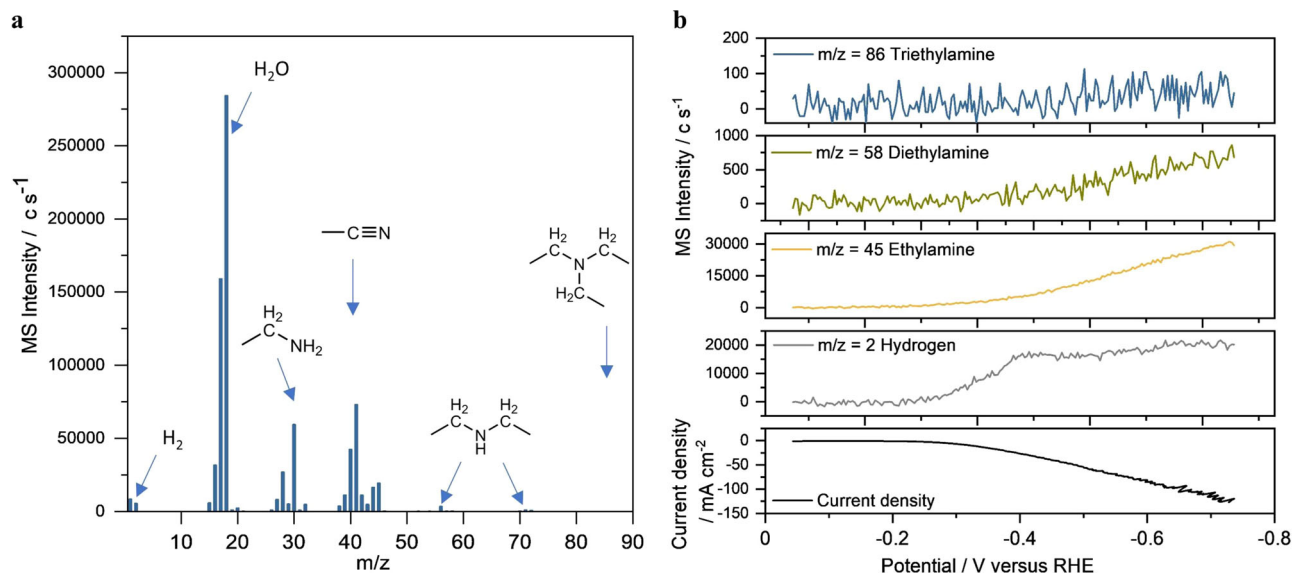 a
MS Intensity / c s⁻¹
300000
250000
200000
150000
100000
50000
0
H₂O
—C≡N
H₂
C
NH₂
H₂
H₂ H₂
C C
N
H
H₂ H₂
C C
N
H₂C
10 20 30 40 50 60 70 80 90
m/z
b
MS Intensity / c s⁻¹
200
100
0
m/z = 86 Triethylamine
1000
500
0
m/z = 58 Diethylamine
30000
15000
0
m/z = 45 Ethylamine
20000
10000
0
m/z = 2 Hydrogen
Current density
/ mA cm⁻²
0
-50
-100
-150
Current density
0 -0.2 -0.4 -0.6 -0.8
Potential / V versus RHE